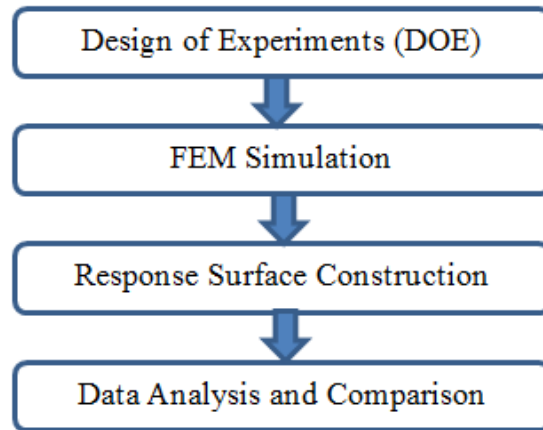 Design of Experiments (DOE)
FEM Simulation
Response Surface Construction
Data Analysis and Comparison